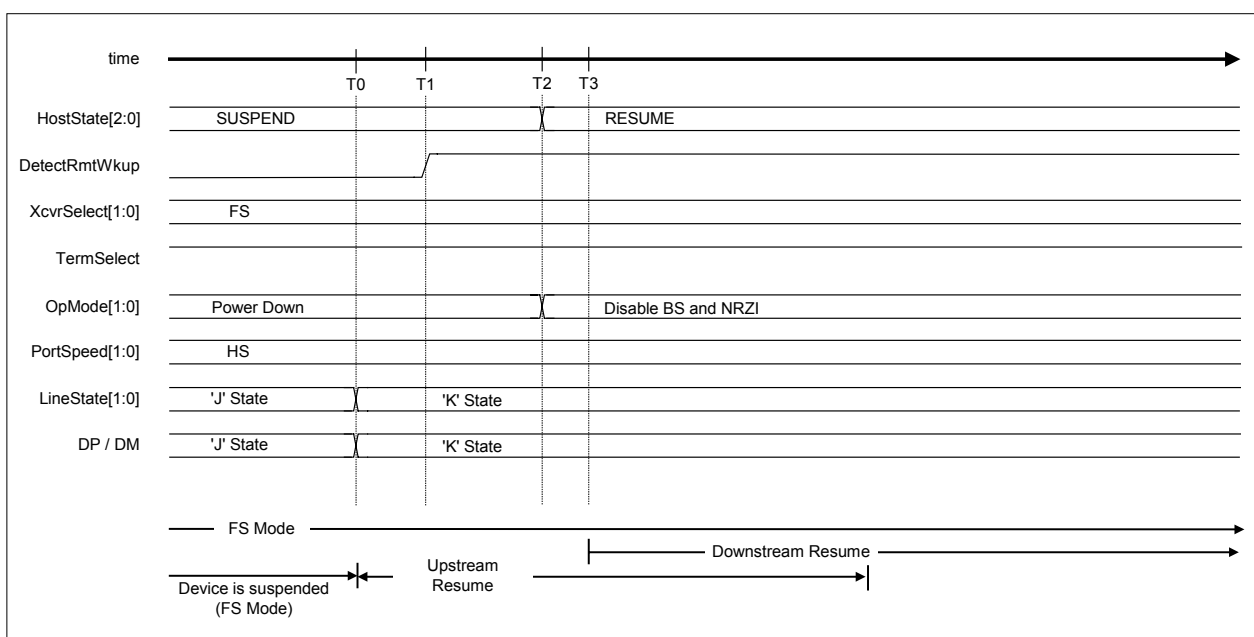 time
T0 T1 T2 T3
HostState[2:0] SUSPEND RESUME
DetectRmtWkup
XcvrSelect[1:0] FS
TermSelect
OpMode[1:0] Power Down Disable BS and NRZI
PortSpeed[1:0] HS
LineState[1:0] 'J' State 'K' State
DP / DM 'J' State 'K' State
FS Mode
Downstream Resume
Upstream
Resume
Device is suspended
(FS Mode)